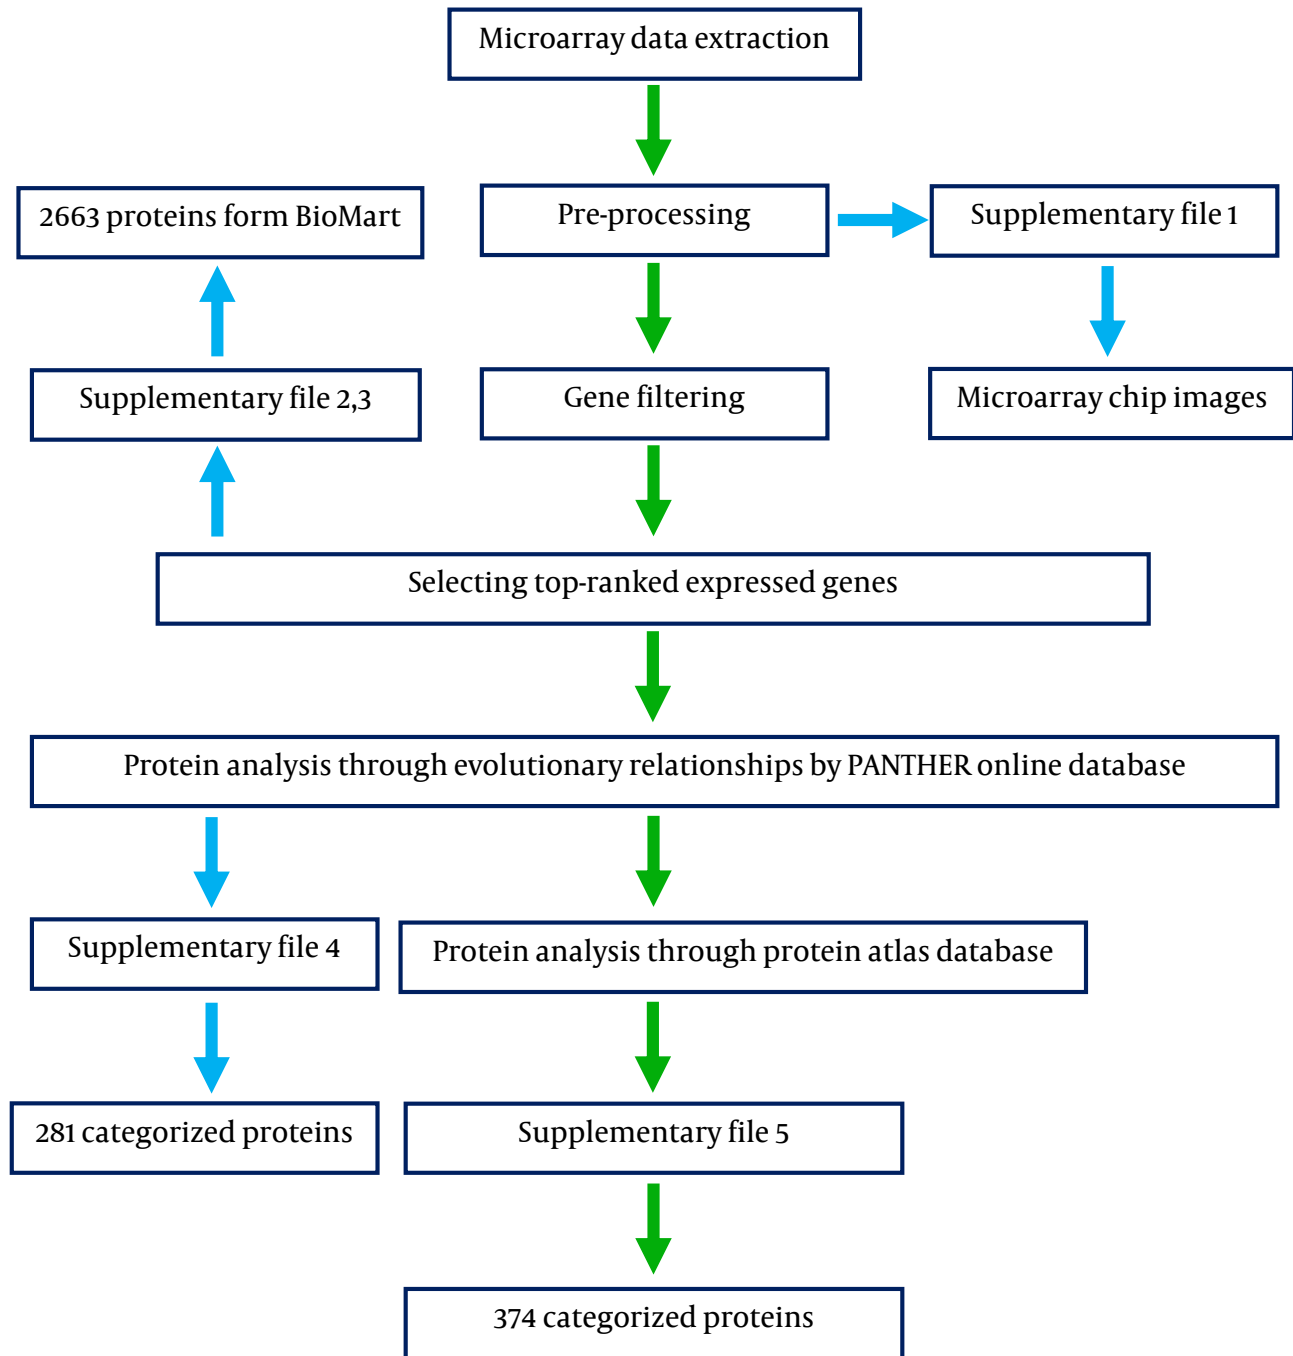 Microarray data extraction
2663 proteins form BioMart
Pre-processing
Supplementary file 1
Supplementary file 2,3
Gene filtering
Microarray chip images
Selecting top-ranked expressed genes
Protein analysis through evolutionary relationships by PANTHER online database
Supplementary file 4
Protein analysis through protein atlas database
281 categorized proteins
Supplementary file 5
374 categorized proteins